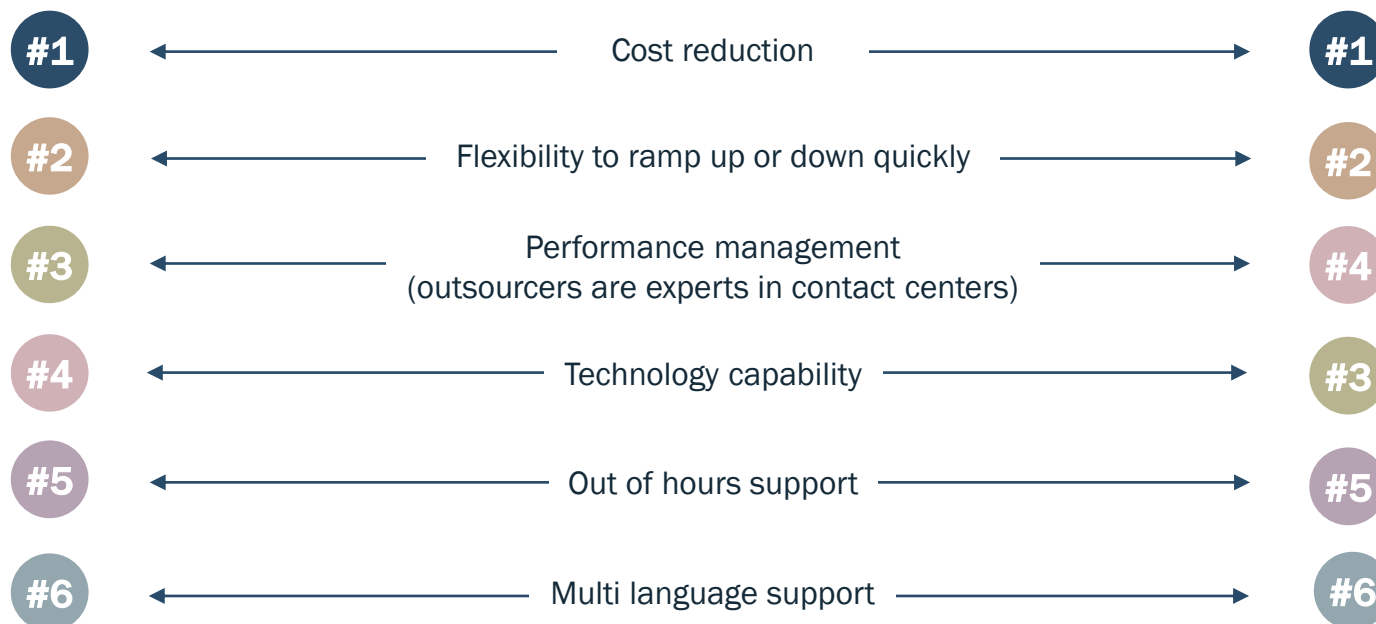 #1 Cost reduction #1
#2 Flexibility to ramp up or down quickly #2
#3 Performance management #4
(outsourcers are experts in contact centers)
#4 Technology capability #3
#5 Out of hours support #5
#6 Multi language support #6